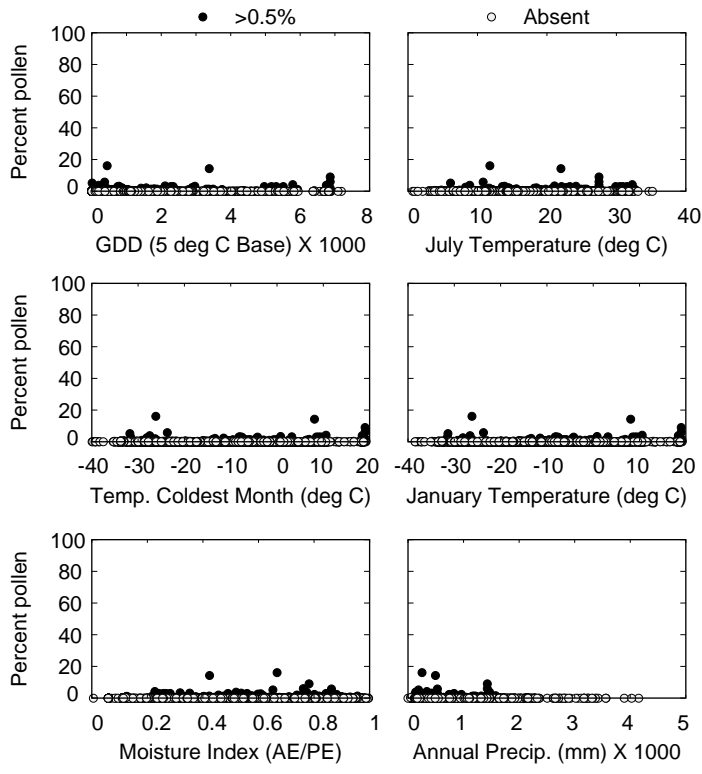 >0.5% Absent
100
80
60
40
20
0
Percent pollen
0 2 4 6 8
GDD (5 deg C Base) X 1000
0 10 20 30 40
July Temperature (deg C)
100
80
60
40
20
0
Percent pollen
-40 -30 -20 -10 0 10 20
Temp. Coldest Month (deg C)
-40 -30 -20 -10 0 10 20
January Temperature (deg C)
100
80
60
40
20
0
Percent pollen
0 0.2 0.4 0.6 0.8 1
Moisture Index (AE/PE)
0 1 2 3 4 5
Annual Precip. (mm) X 1000